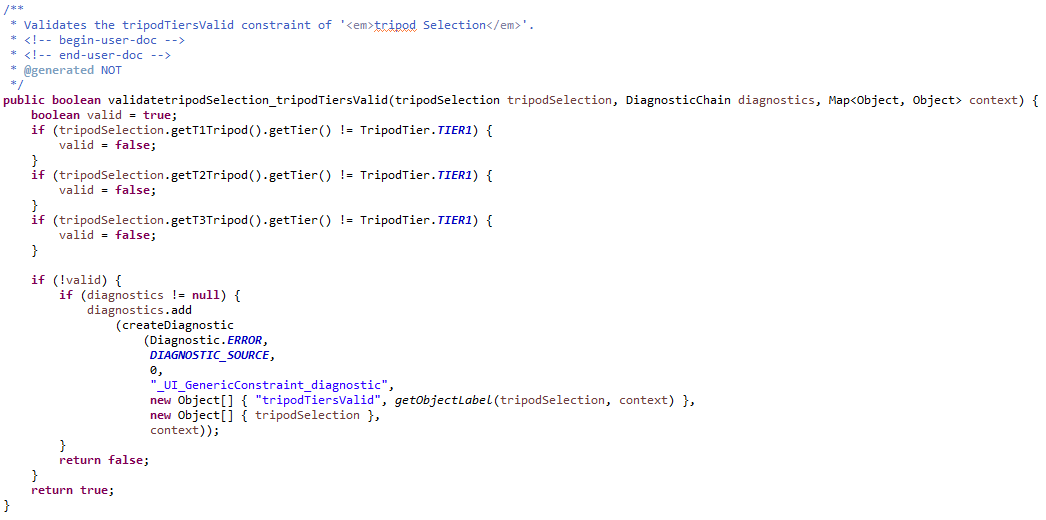 /**
 * Validates the tripodTiersValid constraint of '<em>tripod Selection</em>'.
 * <!-- begin-user-doc -->
 * <!-- end-user-doc -->
 * @generated NOT
 */
public boolean validatetripodSelection_tripodTiersValid(tripodSelection tripodSelection, DiagnosticChain diagnostics, Map<Object, Object> context) {
    boolean valid = true;
    if (tripodSelection.getT1Tripod().getTier() != TripodTier.TIER1) {
        valid = false;
    }
    if (tripodSelection.getT2Tripod().getTier() != TripodTier.TIER1) {
        valid = false;
    }
    if (tripodSelection.getT3Tripod().getTier() != TripodTier.TIER1) {
        valid = false;
    }

    if (!valid) {
        if (diagnostics != null) {
            diagnostics.add
                (createDiagnostic
                    (Diagnostic.ERROR,
                     DIAGNOSTIC_SOURCE,
                     0,
                     "_UI_GenericConstraint_diagnostic",
                     new Object[] { "tripodTiersValid", getObjectLabel(tripodSelection, context) },
                     new Object[] { tripodSelection },
                     context));
        }
        return false;
    }
    return true;
}